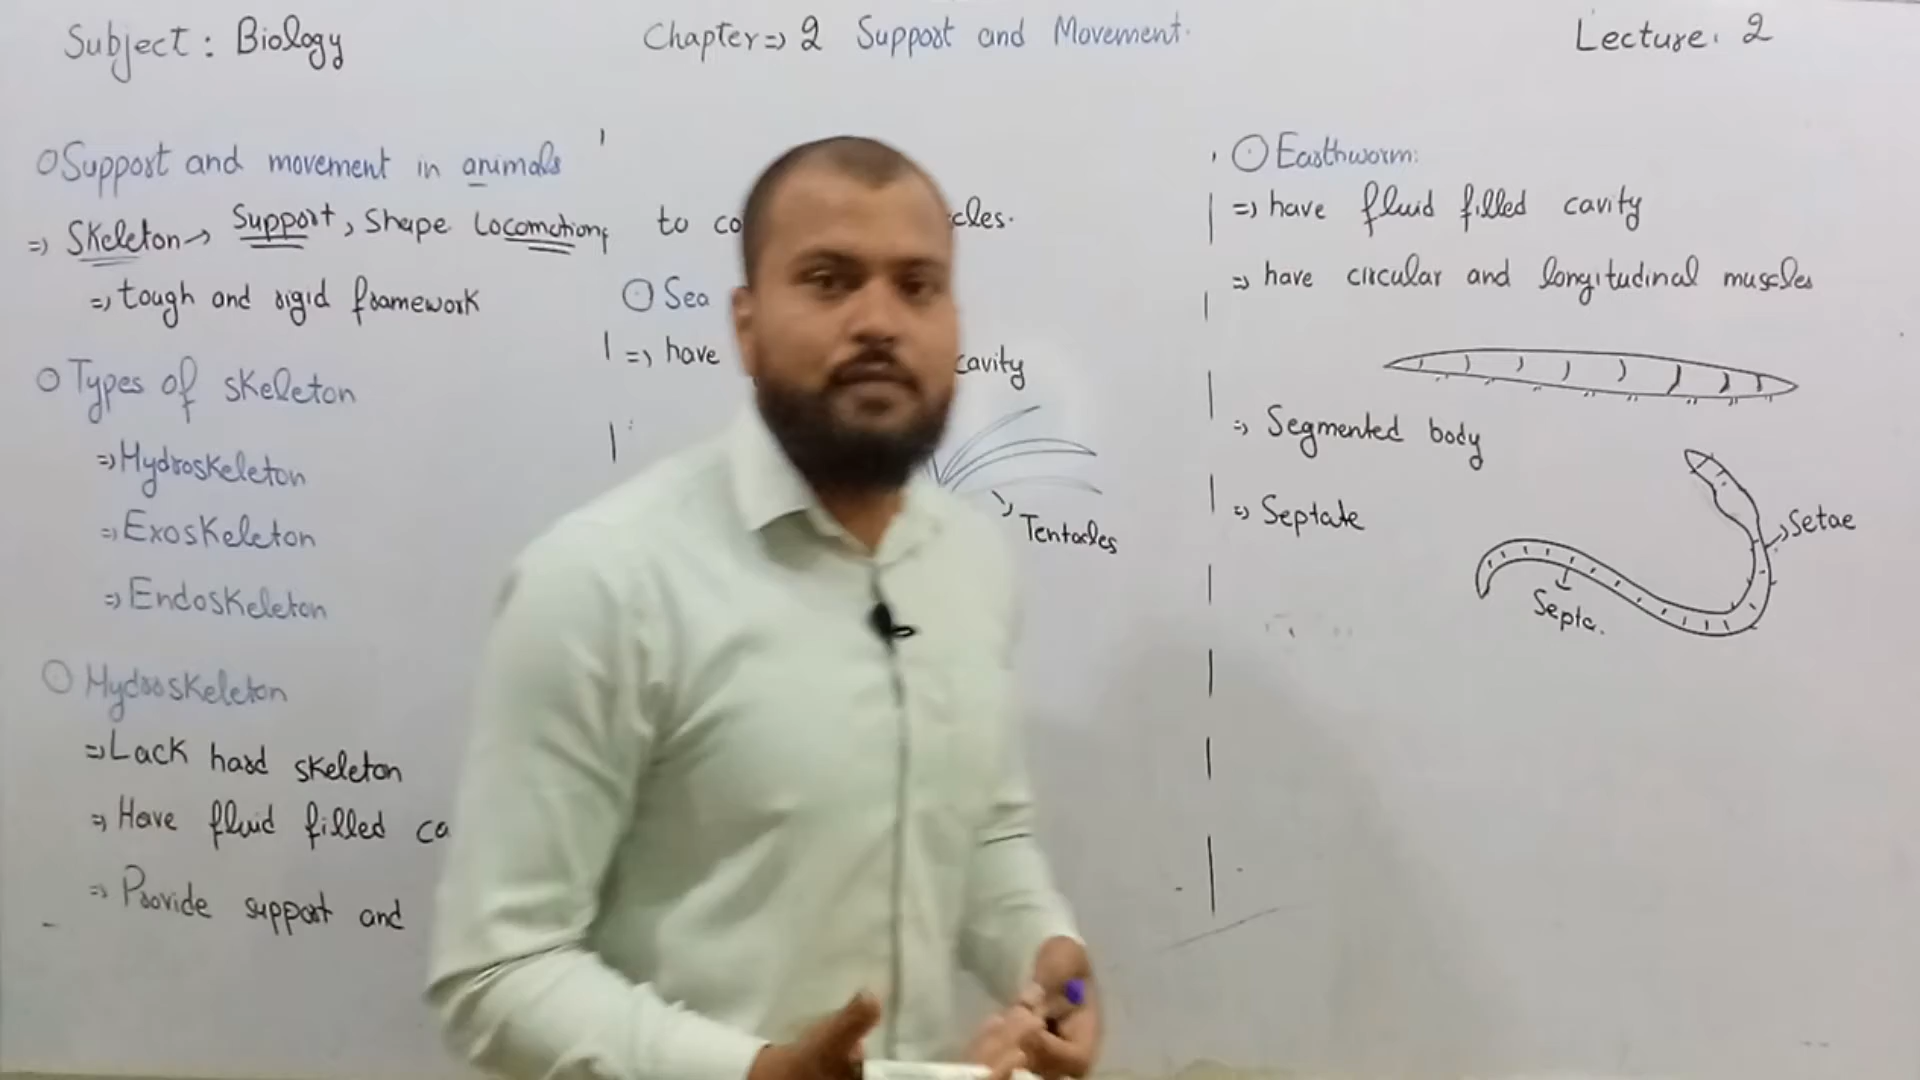 Subject: Biology
Chapter=> 2 Support and Movement.
Lecture. 2
Support and movement in animals
=> Skeleton → Support, Shape Locomotion
=> tough and rigid framework
Types of skeleton
=> Hydroskeleton
=> Exoskeleton
=> Endoskeleton
Hydroskeleton
=> Lack hard skeleton
=> Have fluid filled ca
=> Provide support and
to co cles.
Sea
=> have cavity
Tentacles
Earthworm:
=> have fluid filled cavity
=> have circular and longitudinal muscles
=> Segmented body
=> Septate
Setae
Septa.